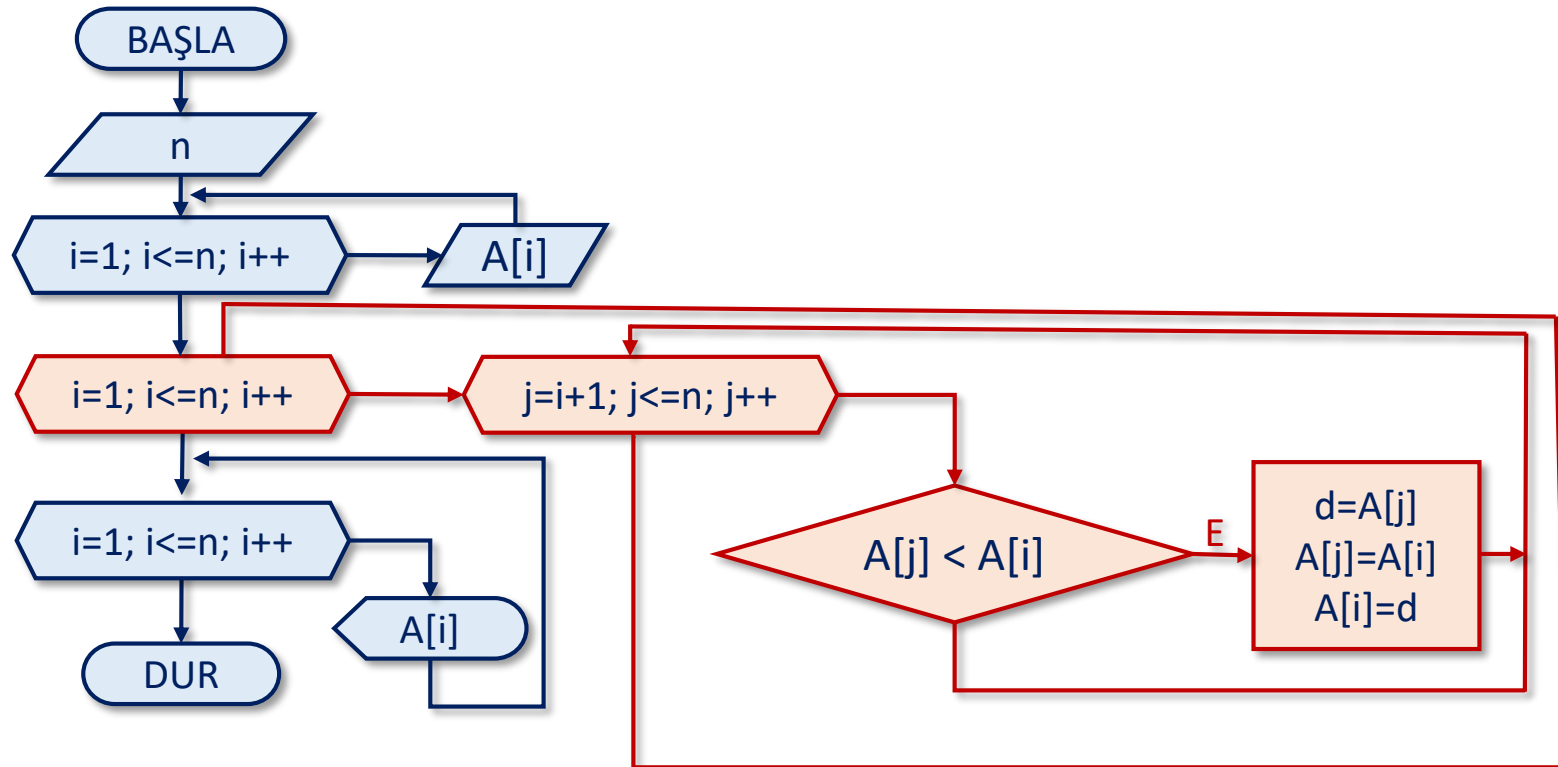 BAŞLA
n
i=1; i<=n; i++
A[i]
i=1; i<=n; i++
j=i+1; j<=n; j++
A[j] < A[i]
E
d=A[j]
A[j]=A[i]
A[i]=d
i=1; i<=n; i++
A[i]
DUR